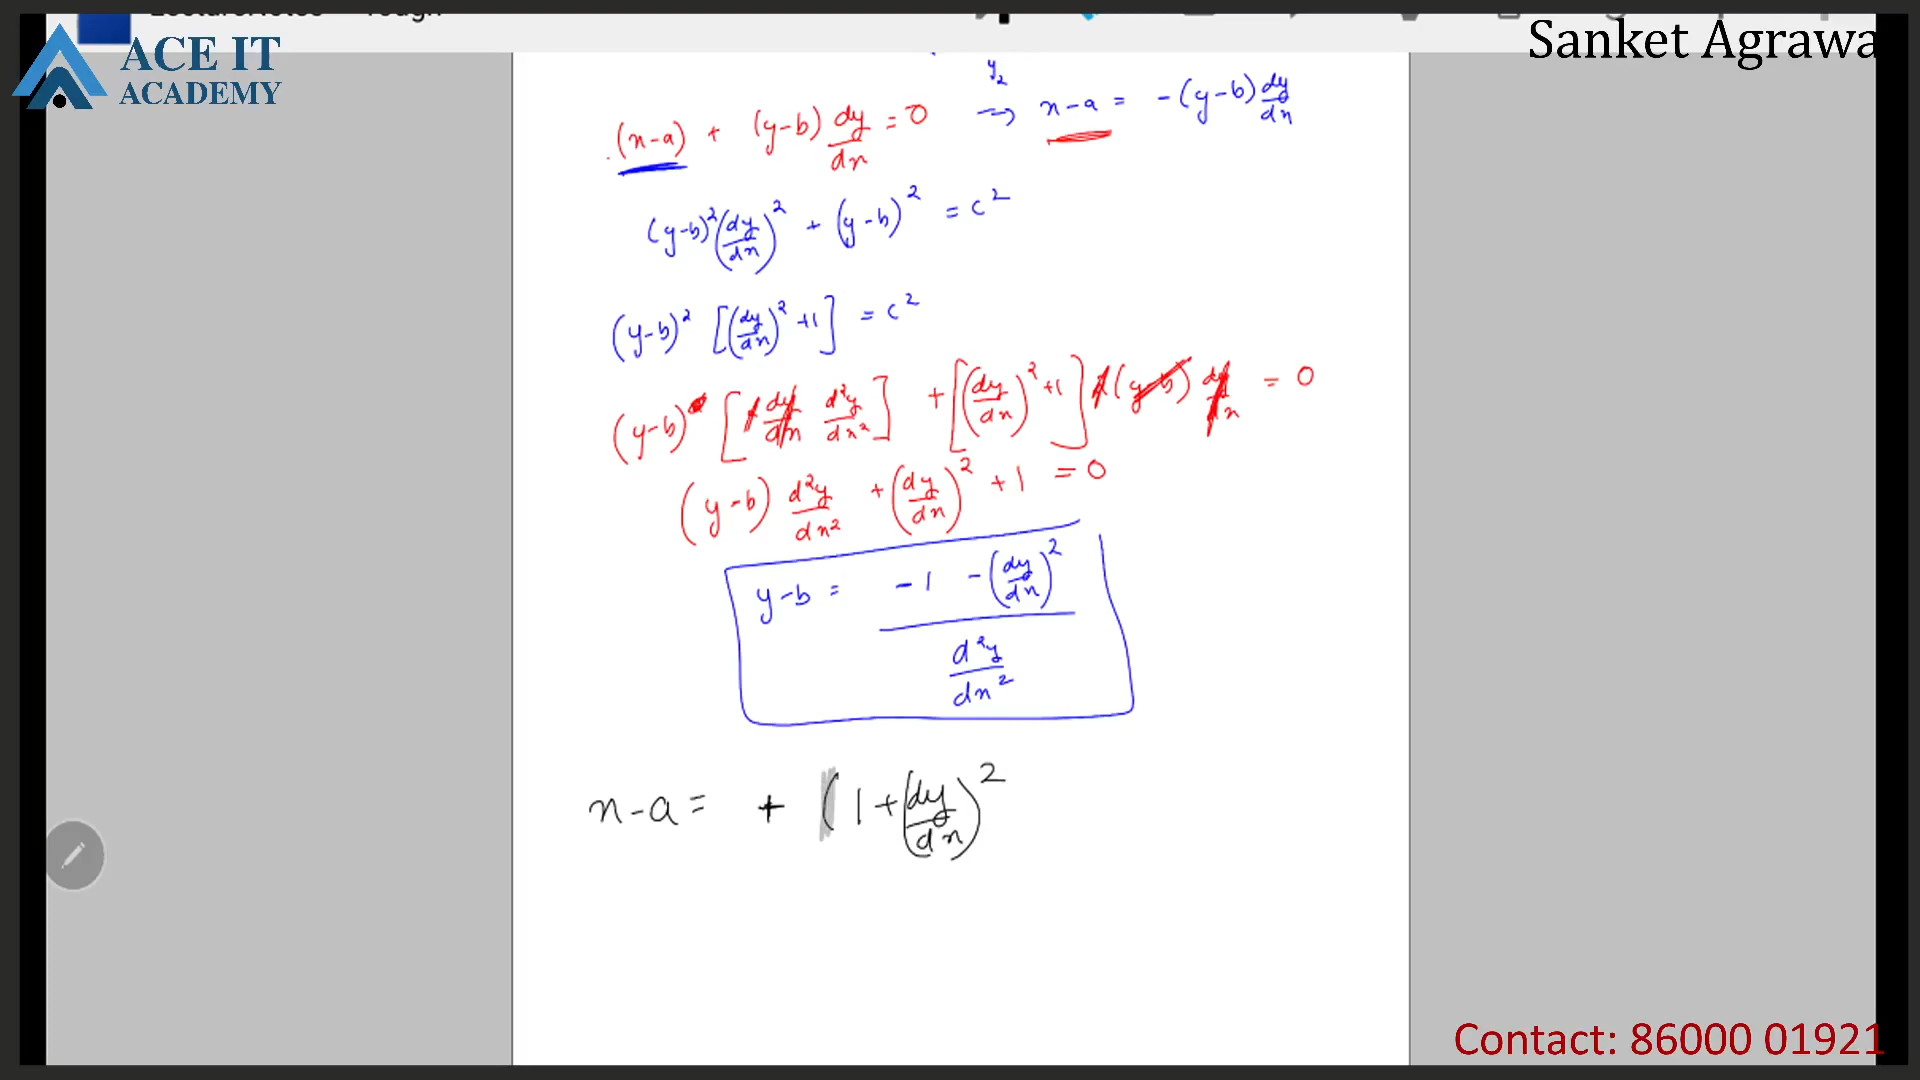 ACE IT
ACADEMY
Sanket Agrawa
y₂
(x-a) + (y-b) dy/dx = 0 => x-a = -(y-b) dy/dx
(y-b)² (dy/dx)² + (y-b)² = c²
(y-b)² [(dy/dx)² +1] = c²
(y-b) [2 dy/dx d²y/dx²] + [(dy/dx)² +1] 2 (y-b) dy/dx = 0
(y-b) d²y/dx² + (dy/dx)² + 1 = 0
y-b = -1 - (dy/dx)² / d²y/dx²
x-a = + (1 + (dy/dx)²
Contact: 86000 01921